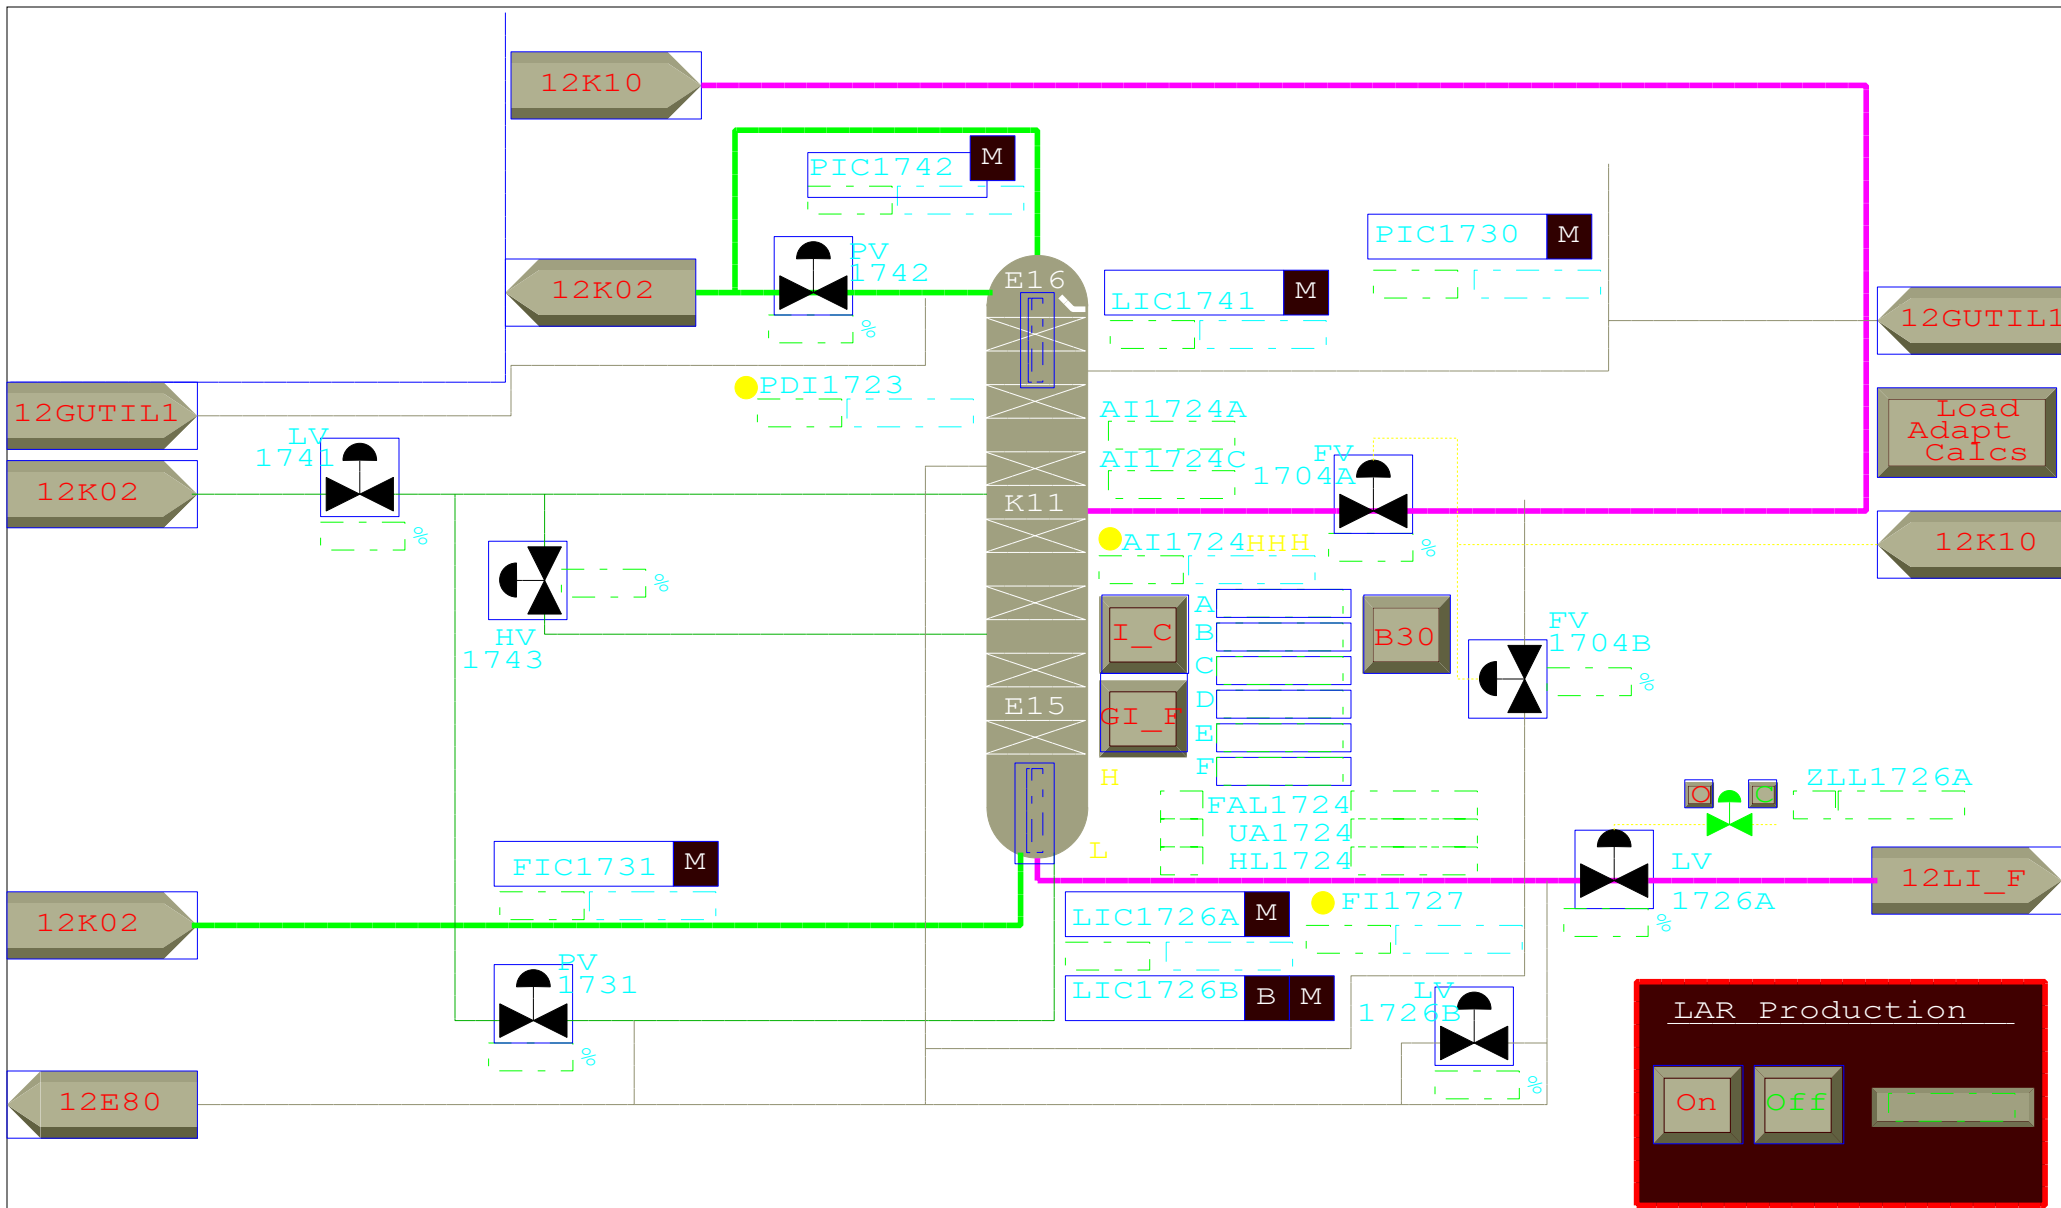 12K10
PIC1742 M
PIC1730 M
PV
1742
E16
12K02
LIC1741 M
12GUTIL1
%
PDI1723
12GUTIL1
AI1724A
Load
Adapt
Calcs
LV
1741
AI1724C
FV
1704A
12K02
K11
%
AI1724 HHH
%
12K10
%
A
I_C
B
B30
FV
1704B
HV
1743
C
%
D
E15
GI_F
E
F
H
ZLL1726A
O
C
FAL1724
UA1724
L
HL1724
FIC1731 M
LV
1726A
12LI_F
12K02
LIC1726A M
FI1727
%
PV
1731
LIC1726B B M
LV
1726B
LAR Production
%
%
12E80
On
Off